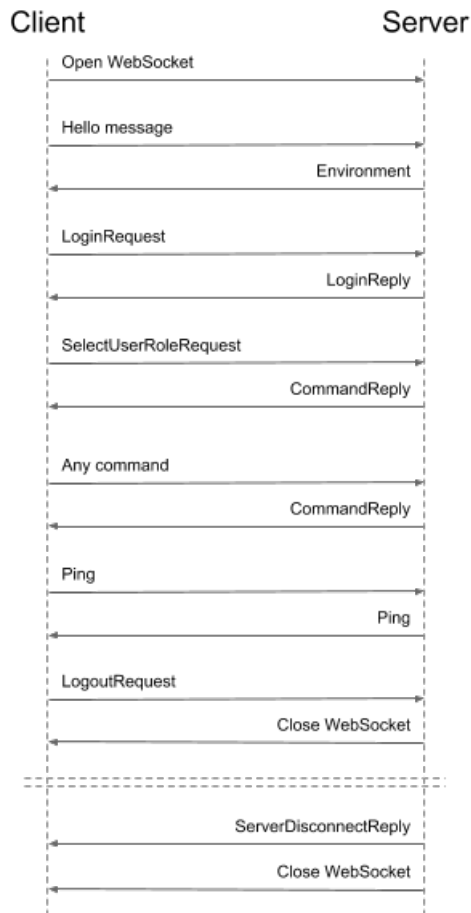 Client
Server
Open WebSocket
Hello message
Environment
LoginRequest
LoginReply
SelectUserRoleRequest
CommandReply
Any command
CommandReply
Ping
Ping
LogoutRequest
Close WebSocket
ServerDisconnectReply
Close WebSocket